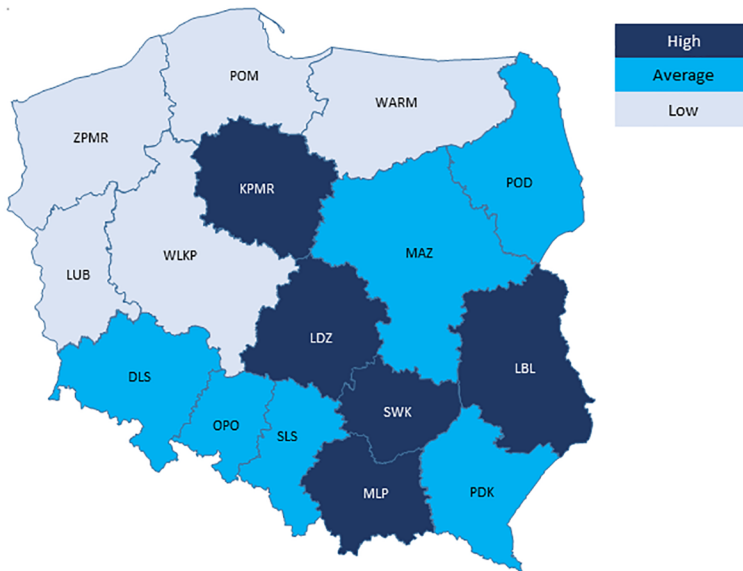 High
Average
Low
POM
WARM
ZPMR
KPMR
POD
WLKP
MAZ
LUB
LDZ
LBL
DLS
SWK
OPO
SLS
MLP
PDK